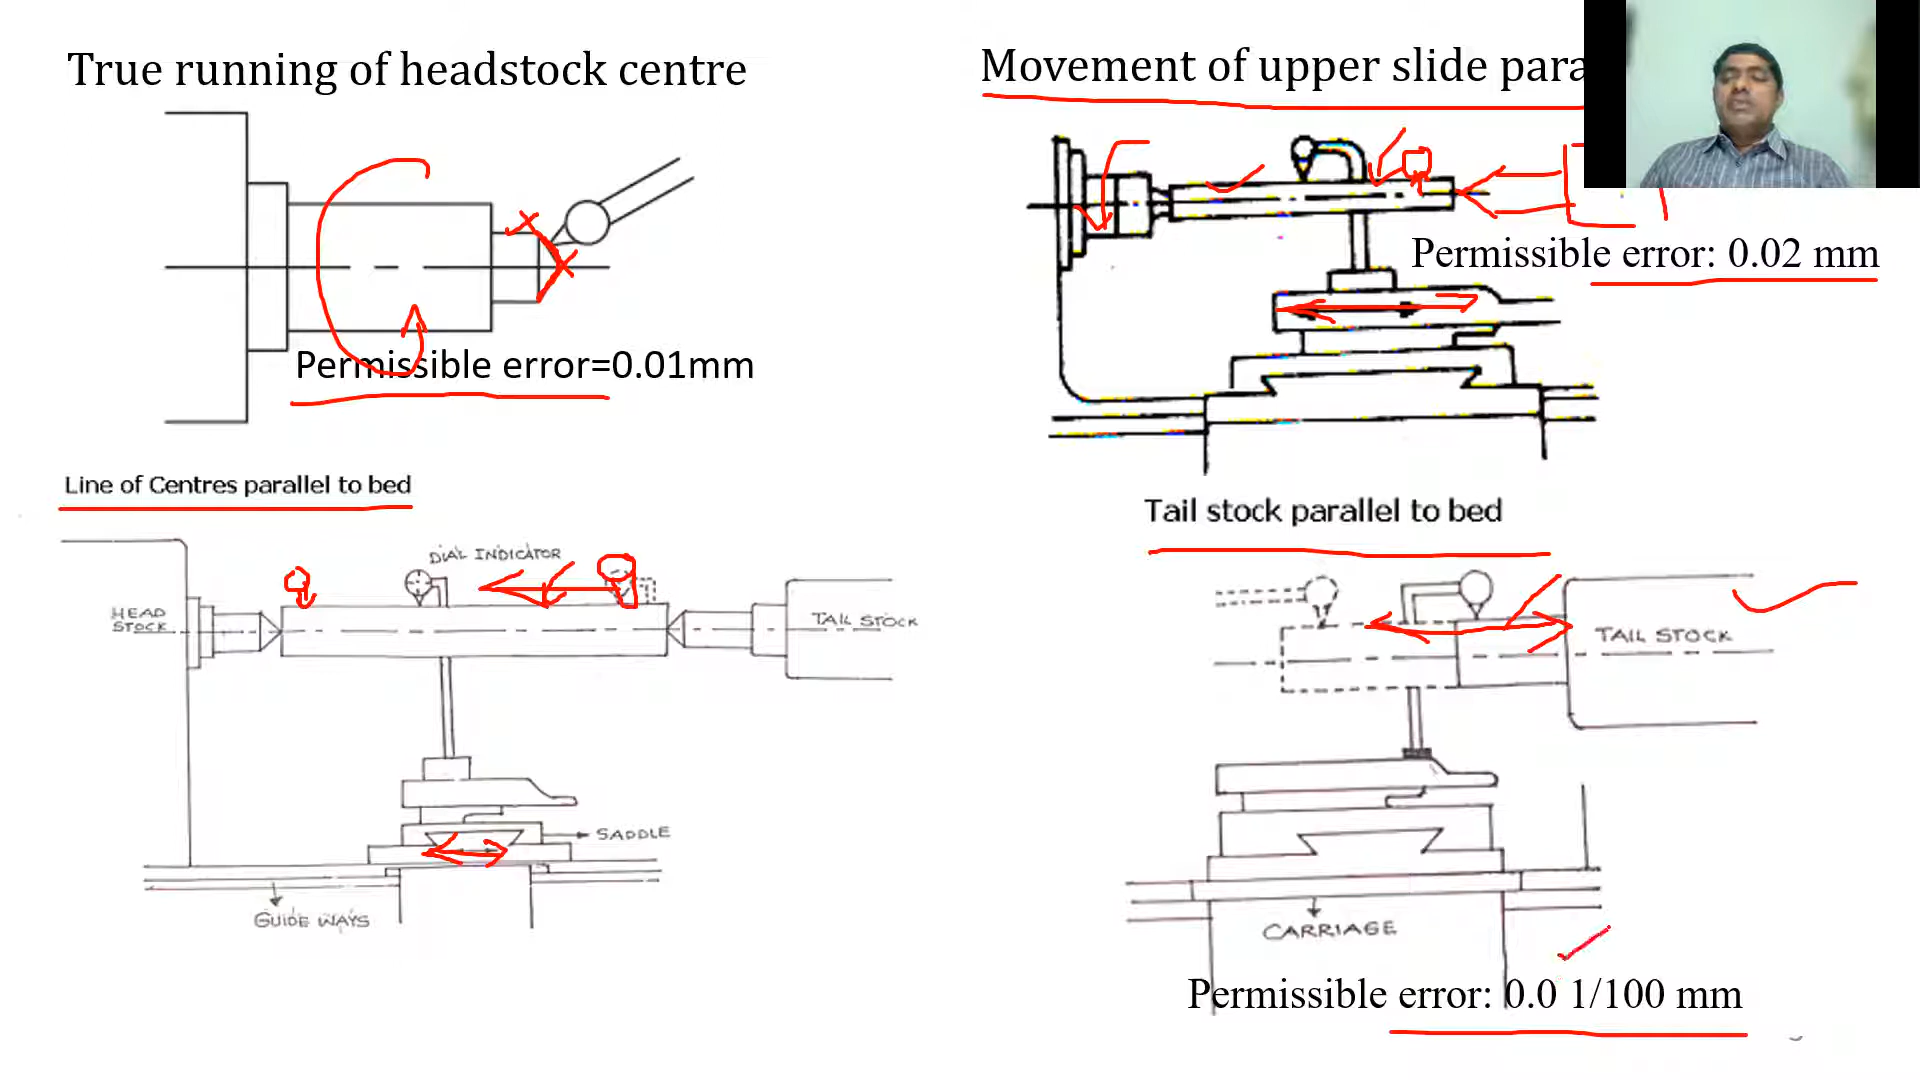 True running of headstock centre
Permissible error=0.01mm
Movement of upper slide para
Permissible error: 0.02 mm
Line of Centres parallel to bed
DIAL INDICATOR
HEAD
STOCK
TAIL STOCK
SADDLE
GUIDE WAYS
Tail stock parallel to bed
TAIL STOCK
CARRIAGE
Permissible error: 0.0 1/100 mm